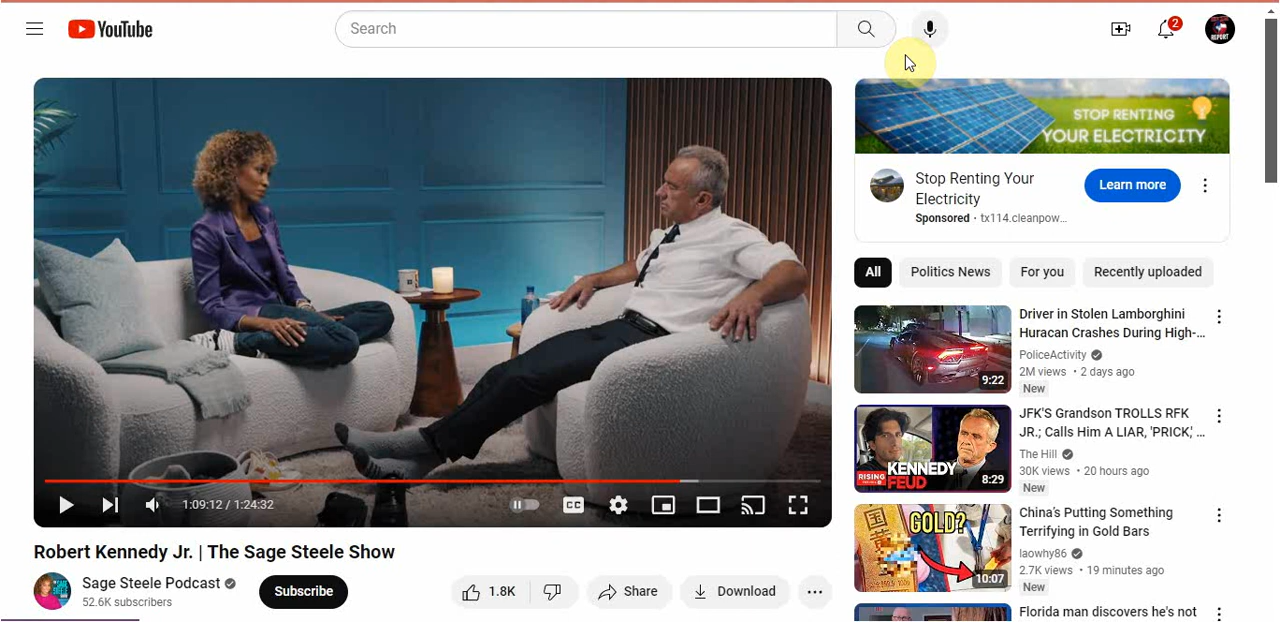 YouTube
Search
2
REPORT
STOP RENTING
YOUR ELECTRICITY
Stop Renting Your
Electricity
Sponsored · tx114.cleanpow...
Learn more
All
Politics News
For you
Recently uploaded
Driver in Stolen Lamborghini
Huracan Crashes During High-...
PoliceActivity
2M views • 2 days ago
New
9:22
JFK'S Grandson TROLLS RFK
JR.; Calls Him A LIAR, 'PRICK,' ...
The Hill
30K views • 20 hours ago
New
RISING
KENNEDY
FEUD
8:29
China's Putting Something
Terrifying in Gold Bars
laowhy86
2.7K views • 19 minutes ago
New
GOLD?
10:07
Florida man discovers he's not
1:09:12 / 1:24:32
CC
Robert Kennedy Jr. | The Sage Steele Show
Sage Steele Podcast
52.6K subscribers
Subscribe
1.8K
Share
Download